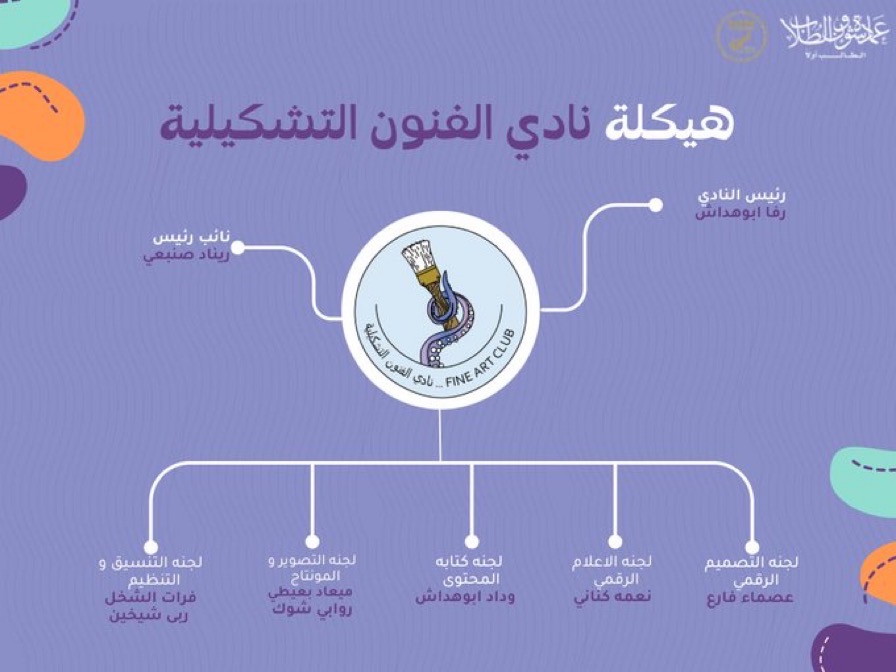 عمادة شؤون الطلاب
الطالب أولا
هيكلة نادي الفنون التشكيلية
رئيس النادي
رفا ابوهداش
نائب رئيس
ريناد صنبعي
نادي الفنون التشكيلية ... FINE ART CLUB
لجنه التصميم
الرقمي
عصماء فارع
لجنه الاعلام
الرقمي
نعمه كناني
لجنه كتابه
المحتوى
وداد ابوهداش
لجنه التصوير و
المونتاج
ميعاد بعيطي
روابي شوك
لجنه التنسيق و
التنظيم
فرات الشخل
ربى شيخين